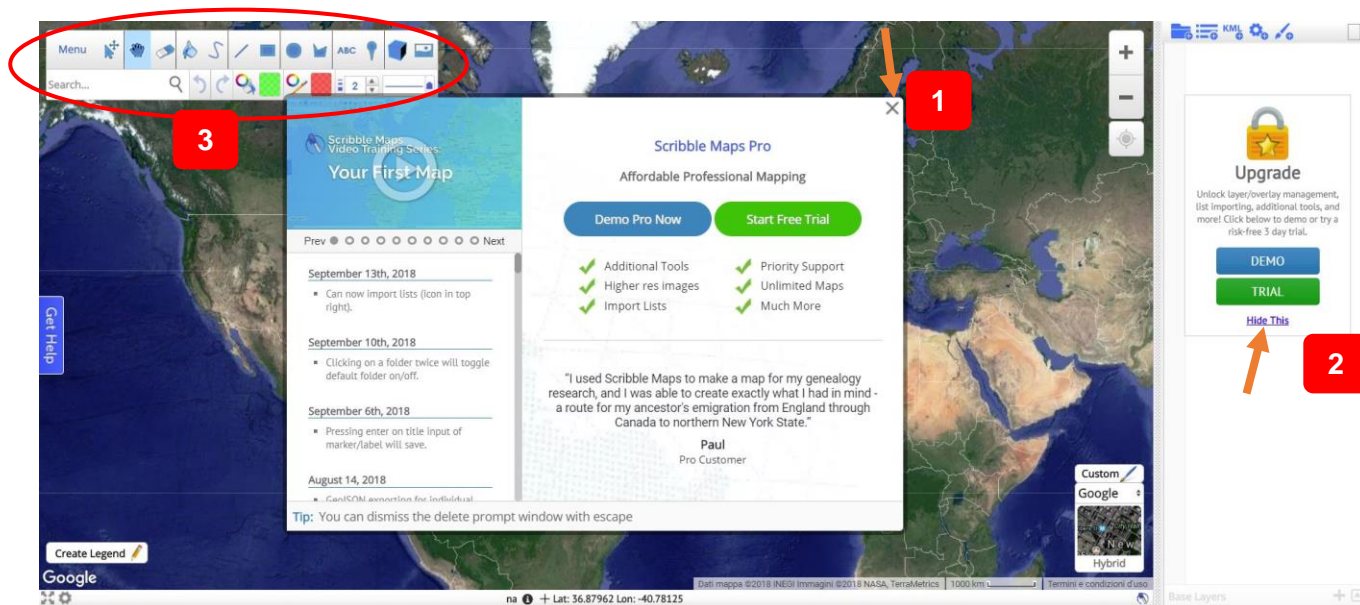 Menu
ABC
KML
Search...
2
1
3
Scribble Maps
Video Training Series:
Your First Map
Prev
Next
September 13th, 2018
Can now import lists (icon in top
right).
September 10th, 2018
Clicking on a folder twice will toggle
default folder on/off.
September 6th, 2018
Pressing enter on title input of
marker/label will save.
August 14, 2018
GeoJSON exporting for individual
Scribble Maps Pro
Affordable Professional Mapping
Demo Pro Now
Start Free Trial
Additional Tools
Priority Support
Higher res images
Unlimited Maps
Import Lists
Much More
"I used Scribble Maps to make a map for my genealogy
research, and I was able to create exactly what I had in mind -
a route for my ancestor's emigration from England through
Canada to northern New York State."
Paul
Pro Customer
Tip: You can dismiss the delete prompt window with escape
Upgrade
Unlock layer/overlay management,
list importing, additional tools, and
more! Click below to demo or try a
risk-free 3 day trial.
DEMO
TRIAL
Hide This
2
Get Help
Custom
Google
New
Hybrid
Create Legend
Google
Dati mappa ©2018 INEGI Immagini ©2018 NASA, TerraMetrics
1000 km
Termini e condizioni d'uso
na
Lat: 36.87962 Lon: -40.78125
Base Layers